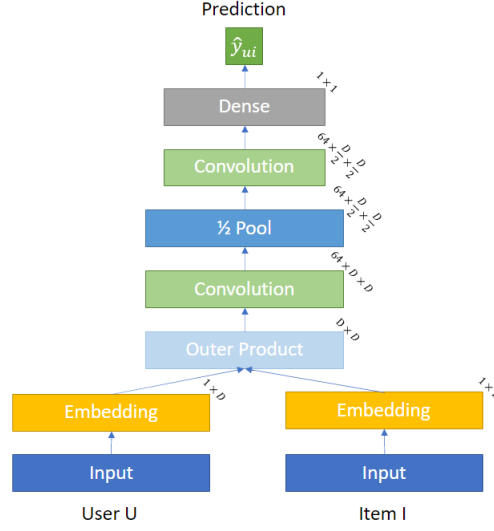 Prediction
ŷ_ui
1 × 1
Dense
64 × D/2 × D/2
Convolution
64 × D/2 × D/2
½ Pool
64 × D × D
Convolution
D × D
Outer Product
1 × D
1 ×
Embedding
Embedding
Input
Input
User U
Item I